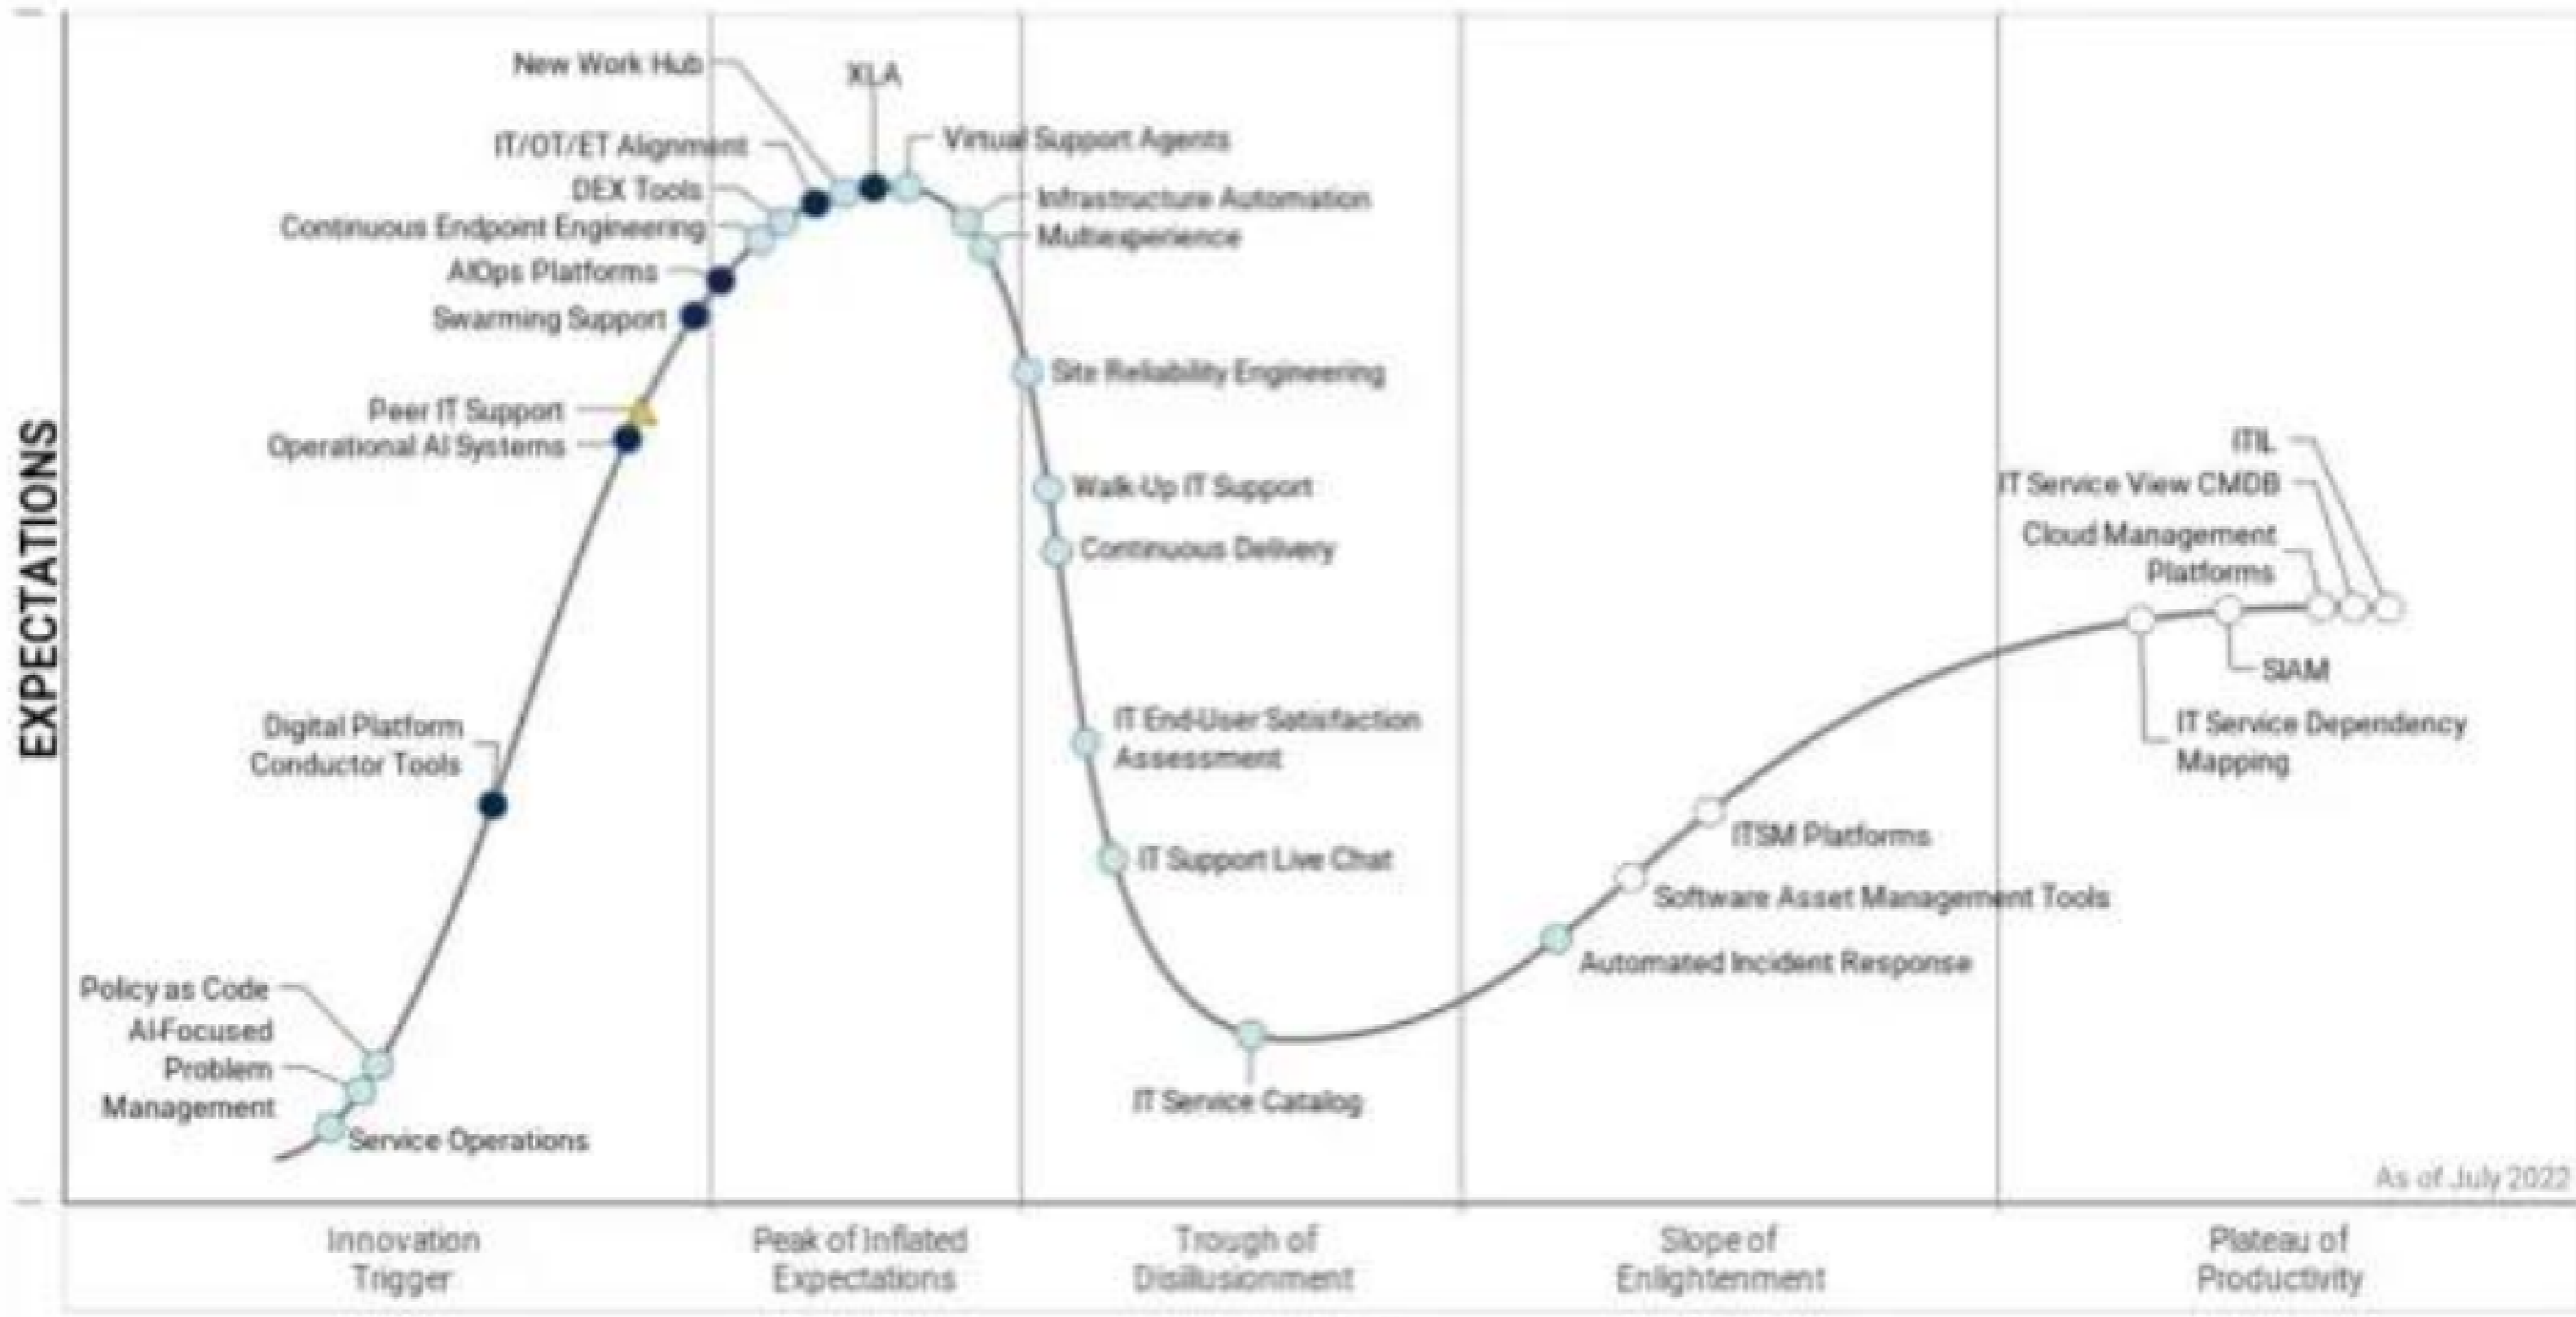 New Work Hub
XLA
IT/OT/ET Alignment
Virtual Support Agents
DEX Tools
Infrastructure Automation
Continuous Endpoint Engineering
Multiexperience
AIOps Platforms
Swarming Support
Site Reliability Engineering
Peer IT Support
Operational AI Systems
Walk-Up IT Support
Continuous Delivery
ITIL
IT Service View CMDB
Cloud Management
Platforms
EXPECTATIONS
SIAM
Digital Platform
Conductor Tools
IT End-User Satisfaction
Assessment
IT Service Dependency
Mapping
IT Support Live Chat
ITSM Platforms
Software Asset Management Tools
Automated Incident Response
Policy as Code
AI-Focused
Problem
Management
Service Operations
IT Service Catalog
As of July 2022
Innovation
Trigger
Peak of Inflated
Expectations
Trough of
Disillusionment
Slope of
Enlightenment
Plateau of
Productivity